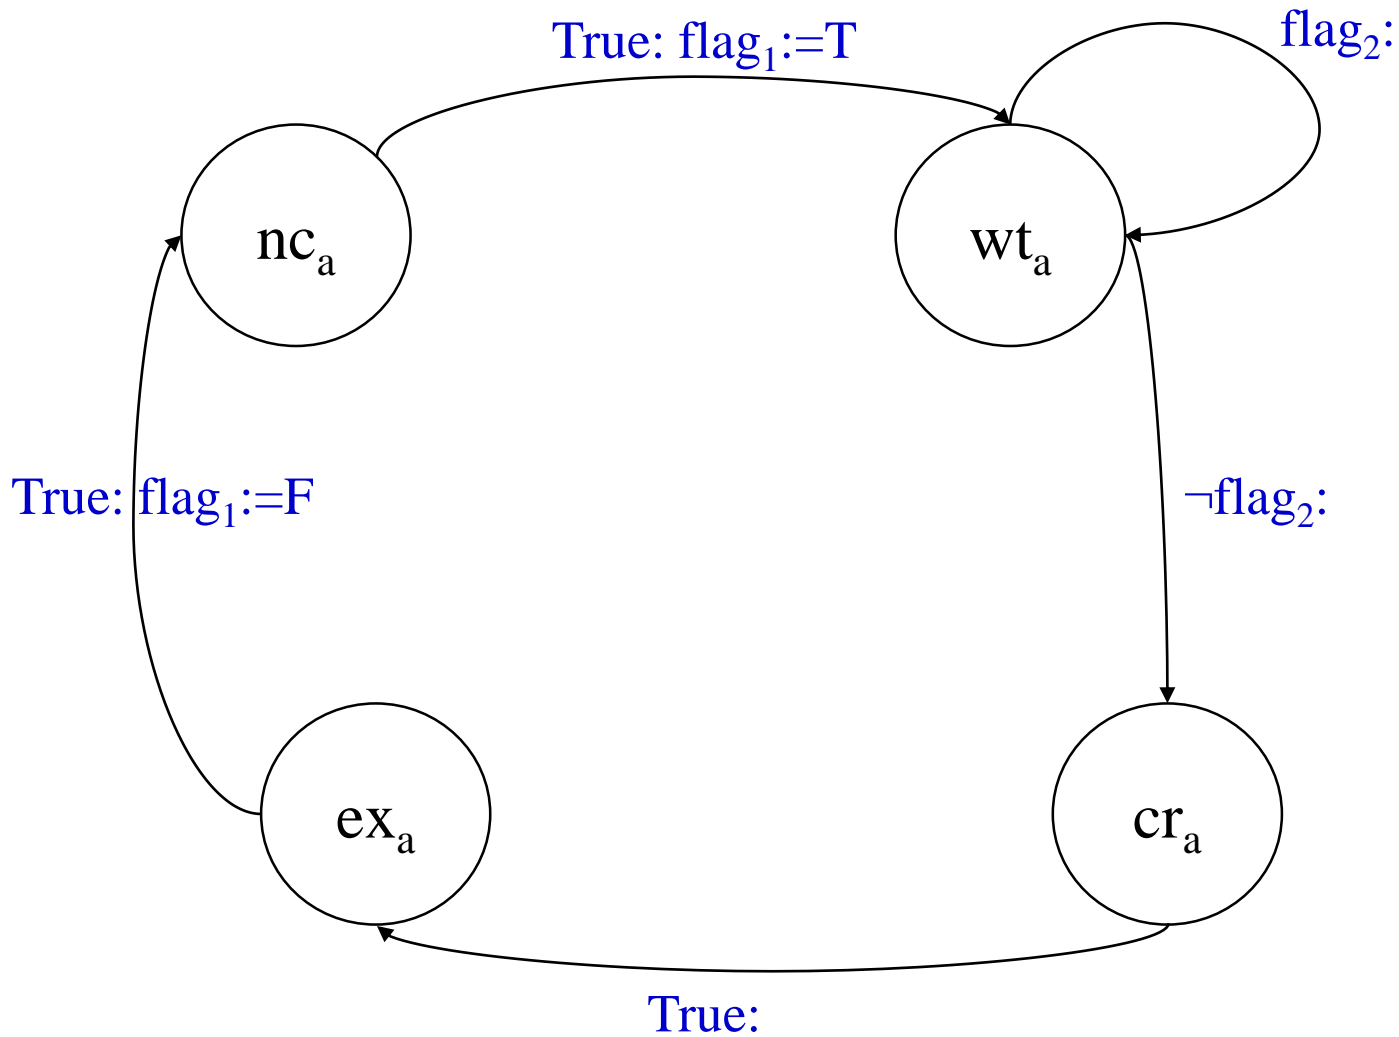 True: flag₁:=T
flag₂:
ncₐ
wtₐ
True: flag₁:=F
¬flag₂:
exₐ
crₐ
True: